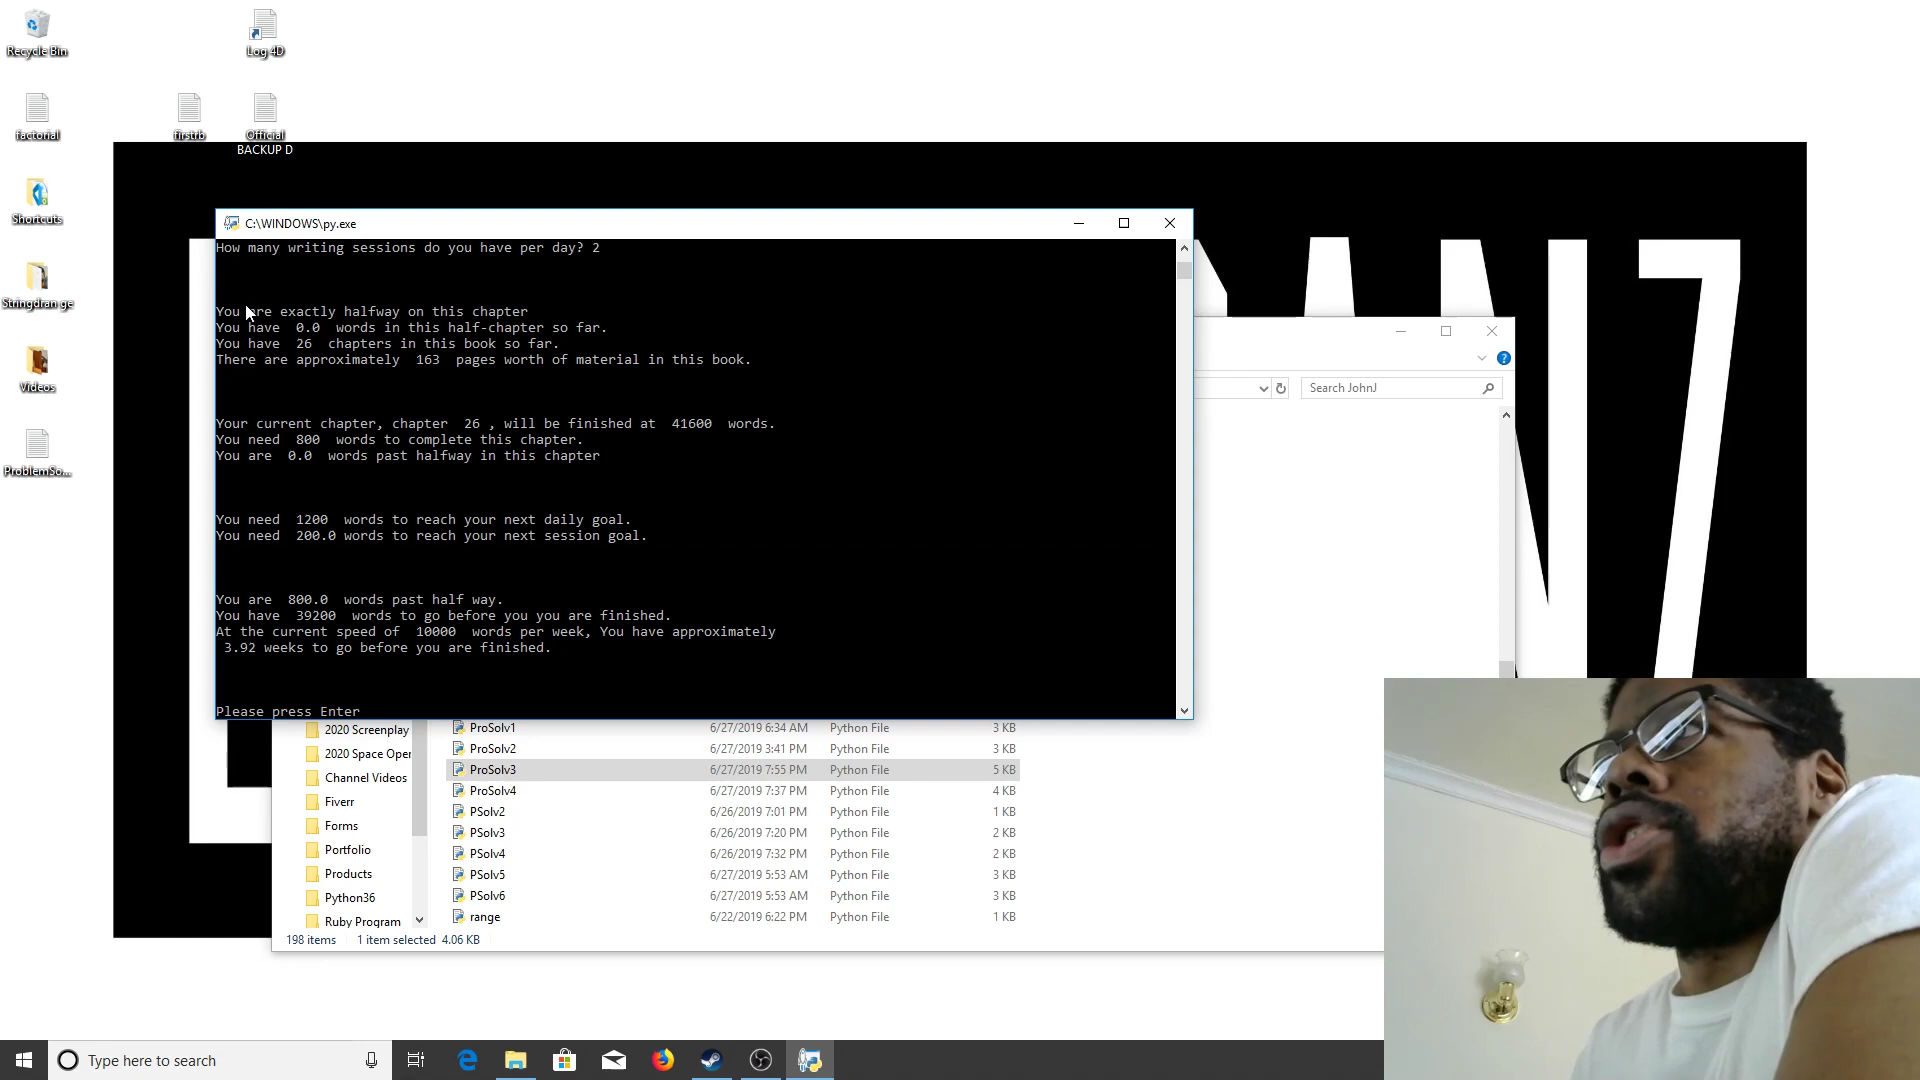 Recycle Bin
Log 4D
factorial
firstrb
Official
BACKUP D
Shortcuts
Stringdran ge
Videos
ProblemSo...
C:\WINDOWS\py.exe
How many writing sessions do you have per day? 2
You are exactly halfway on this chapter
You have 0.0 words in this half-chapter so far.
You have 26 chapters in this book so far.
There are approximately 163 pages worth of material in this book.
Your current chapter, chapter 26 , will be finished at 41600 words.
You need 800 words to complete this chapter.
You are 0.0 words past halfway in this chapter
You need 1200 words to reach your next daily goal.
You need 200.0 words to reach your next session goal.
You are 800.0 words past half way.
You have 39200 words to go before you you are finished.
At the current speed of 10000 words per week, You have approximately
3.92 weeks to go before you are finished.
Please press Enter
Search JohnJ
2020 Screenplay
2020 Space Oper
Channel Videos
Fiverr
Forms
Portfolio
Products
Python36
Ruby Program
ProSolv1 6/27/2019 6:34 AM Python File 3 KB
ProSolv2 6/27/2019 3:41 PM Python File 3 KB
ProSolv3 6/27/2019 7:55 PM Python File 5 KB
ProSolv4 6/27/2019 7:37 PM Python File 4 KB
PSolv2 6/26/2019 7:01 PM Python File 1 KB
PSolv3 6/26/2019 7:20 PM Python File 2 KB
PSolv4 6/26/2019 7:32 PM Python File 2 KB
PSolv5 6/27/2019 5:53 AM Python File 3 KB
PSolv6 6/27/2019 5:53 AM Python File 3 KB
range 6/22/2019 6:22 PM Python File 1 KB
198 items 1 item selected 4.06 KB
Type here to search